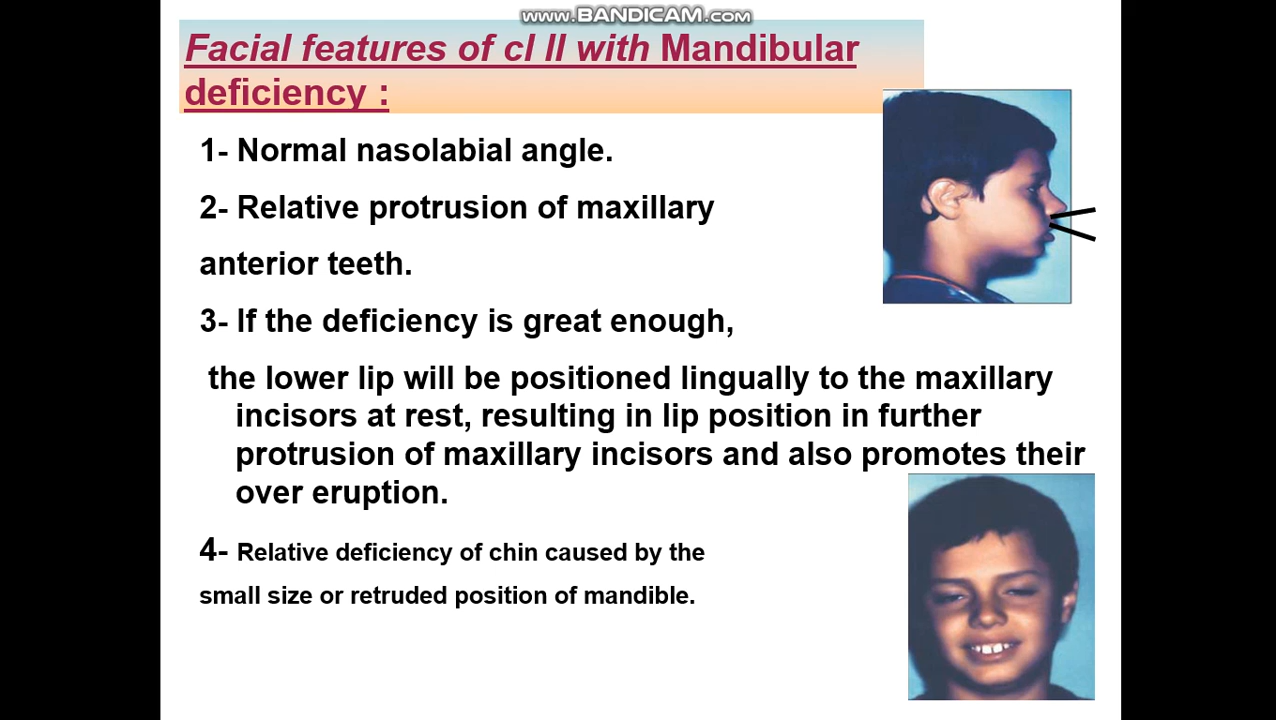 www.BANDICAM.com
Facial features of cl II with Mandibular
deficiency :
1- Normal nasolabial angle.
2- Relative protrusion of maxillary
anterior teeth.
3- If the deficiency is great enough,
the lower lip will be positioned lingually to the maxillary
incisors at rest, resulting in lip position in further
protrusion of maxillary incisors and also promotes their
over eruption.
4- Relative deficiency of chin caused by the
small size or retruded position of mandible.